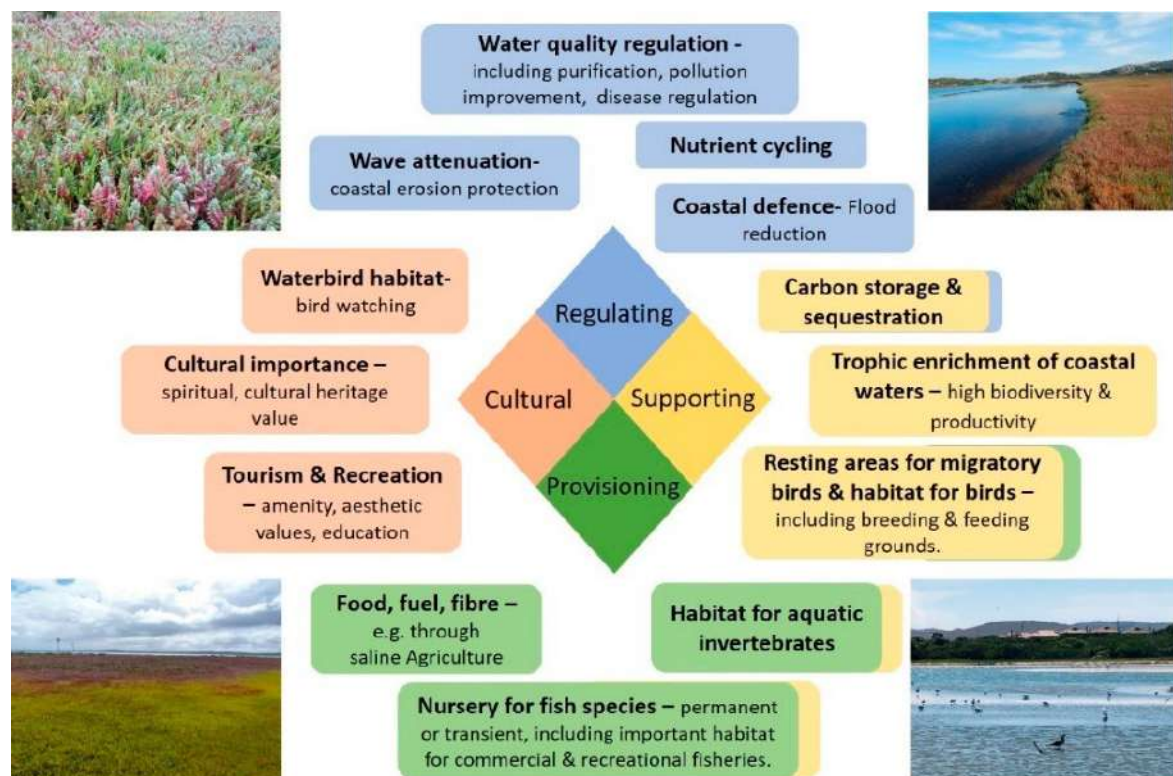 Water quality regulation -
including purification, pollution
improvement, disease regulation
Wave attenuation-
coastal erosion protection
Nutrient cycling
Coastal defence- Flood
reduction
Waterbird habitat-
bird watching
Cultural importance –
spiritual, cultural heritage
value
Tourism & Recreation
– amenity, aesthetic
values, education
Regulating
Cultural
Supporting
Provisioning
Carbon storage &
sequestration
Trophic enrichment of coastal
waters – high biodiversity &
productivity
Resting areas for migratory
birds & habitat for birds –
including breeding & feeding
grounds.
Food, fuel, fibre –
e.g. through
saline Agriculture
Habitat for aquatic
invertebrates
Nursery for fish species – permanent
or transient, including important habitat
for commercial & recreational fisheries.